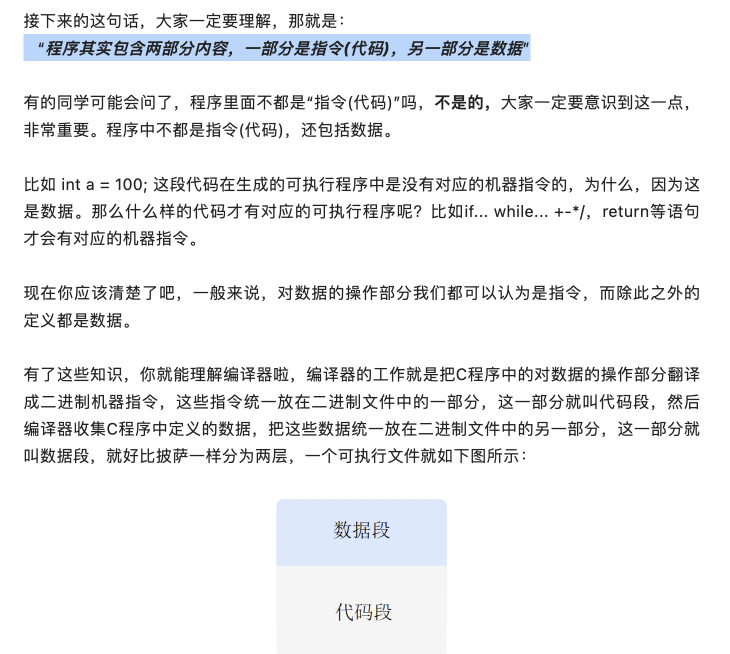 接下来的这句话，大家一定要理解，那就是：
“程序其实包含两部分内容，一部分是指令(代码)，另一部分是数据”
有的同学可能会问了，程序里面不都是“指令(代码)”吗，不是的，大家一定要意识到这一点，
非常重要。程序中不都是指令(代码)，还包括数据。
比如 int a = 100; 这段代码在生成的可执行程序中是没有对应的机器指令的，为什么，因为这
是数据。那么什么样的代码才有对应的可执行程序呢？比如if... while... +-*/，return等语句
才会有对应的机器指令。
现在你应该清楚了吧，一般来说，对数据的操作部分我们都可以认为是指令，而除此之外的
定义都是数据。
有了这些知识，你就能理解编译器啦，编译器的工作就是把C程序中的对数据的操作部分翻译
成二进制机器指令，这些指令统一放在二进制文件中的一部分，这一部分就叫代码段，然后
编译器收集C程序中定义的数据，把这些数据统一放在二进制文件中的另一部分，这一部分就
叫数据段，就好比披萨一样分为两层，一个可执行文件就如下图所示：
数据段
代码段